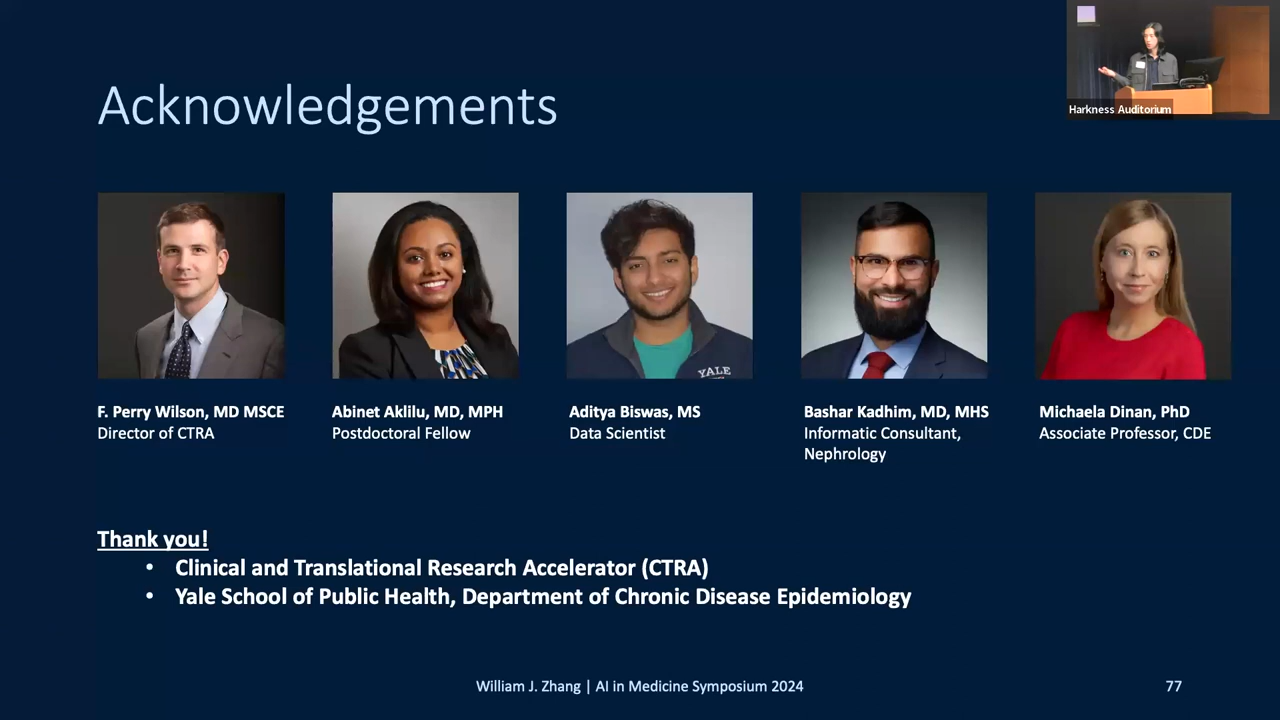 Harkness Auditorium
Acknowledgements
YALE
F. Perry Wilson, MD MSCE
Director of CTRA
Abinet Aklilu, MD, MPH
Postdoctoral Fellow
Aditya Biswas, MS
Data Scientist
Bashar Kadhim, MD, MHS
Informatic Consultant,
Nephrology
Michaela Dinan, PhD
Associate Professor, CDE
Thank you!
• Clinical and Translational Research Accelerator (CTRA)
• Yale School of Public Health, Department of Chronic Disease Epidemiology
William J. Zhang | AI in Medicine Symposium 2024
77